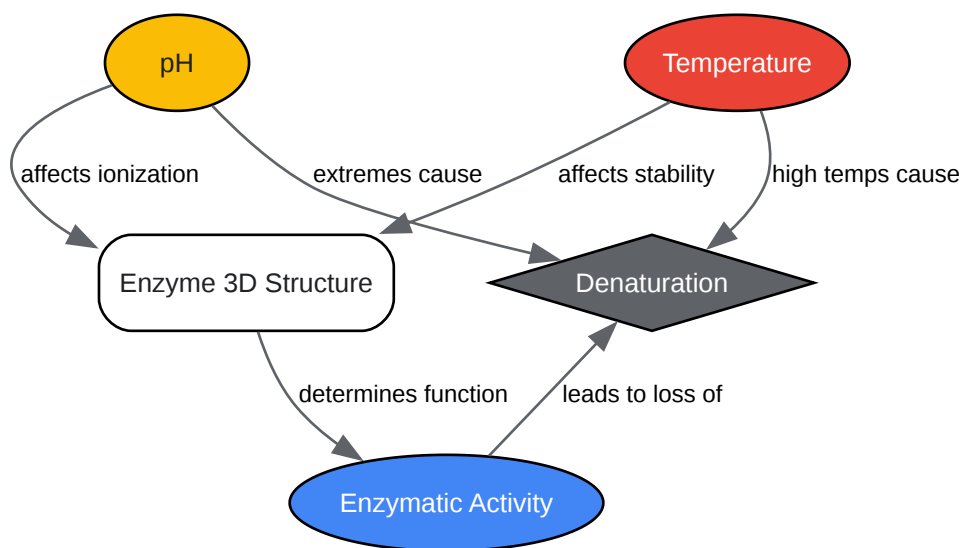 pH
Temperature
affects ionization
extremes cause
affects stability
high temps cause
Enzyme 3D Structure
Denaturation
determines function
leads to loss of
Enzymatic Activity